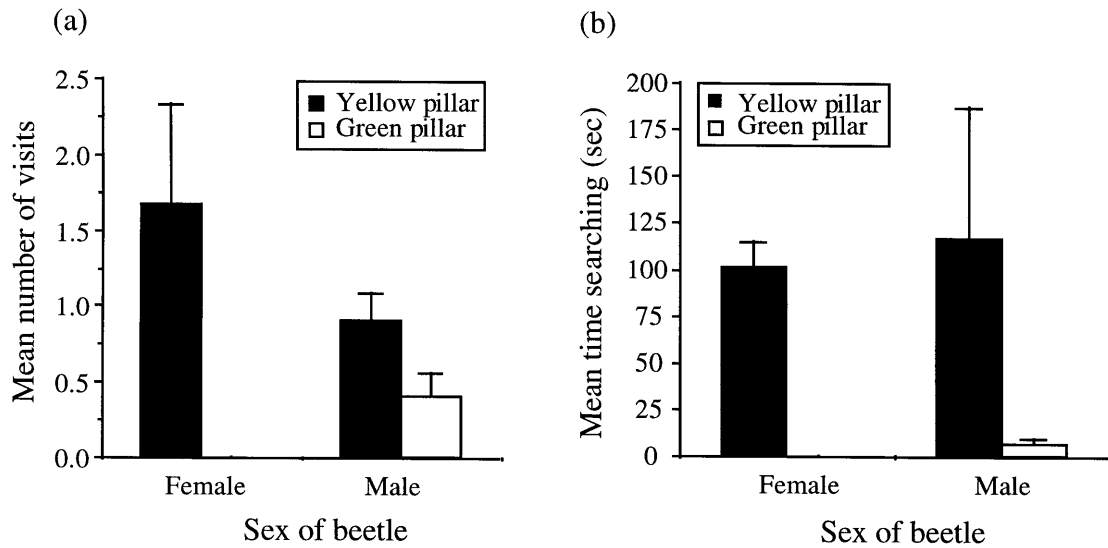 (a)
Mean number of visits
2.5
2.0
1.5
1.0
0.5
0.0
Yellow pillar
Green pillar
Female
Male
Sex of beetle
(b)
Mean time searching (sec)
200
175
150
125
100
75
50
25
0
Yellow pillar
Green pillar
Female
Male
Sex of beetle